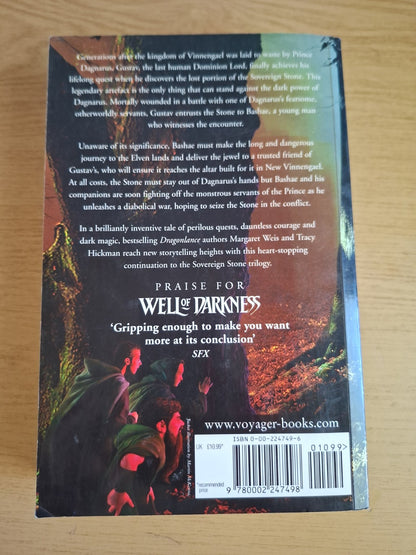 Generations after the kingdom of Vinnengael was laid to waste by Prince
Dagnarus, Gustav, the last human Dominion Lord, finally achieves his
lifelong quest when he discovers the lost portion of the Sovereign Stone. This
legendary artefact is the only thing that can stand against the dark power of
Dagnarus. Mortally wounded in a battle with one of Dagnarus's fearsome,
otherworldly servants, Gustav entrusts the Stone to Bashae, a young man
who witnesses the encounter.
Unaware of its significance, Bashae must make the long and dangerous
journey to the Elven lands and deliver the jewel to a trusted friend of
Gustav's, who will ensure it reaches the altar built for it in New Vinnengael.
At all costs, the Stone must stay out of Dagnarus's hands but Bashae and his
companions are soon fighting off the monstrous servants of the Prince as he
unleashes a diabolical war, hoping to seize the Stone in the conflict.
In a brilliantly inventive tale of perilous quests, dauntless courage and
dark magic, bestselling Dragonlance authors Margaret Weis and Tracy
Hickman reach new storytelling heights with this heart-stopping
continuation to the Sovereign Stone trilogy.
PRAISE FOR
WELL OF DARKNESS
'Gripping enough to make you want
more at its conclusion'
SFX
Jacket illustration by Martin McKenna
www.voyager-books.com
ISBN 0-00-224749-6
UK £10.99*
01099
*recommended
price
9 780002 247498